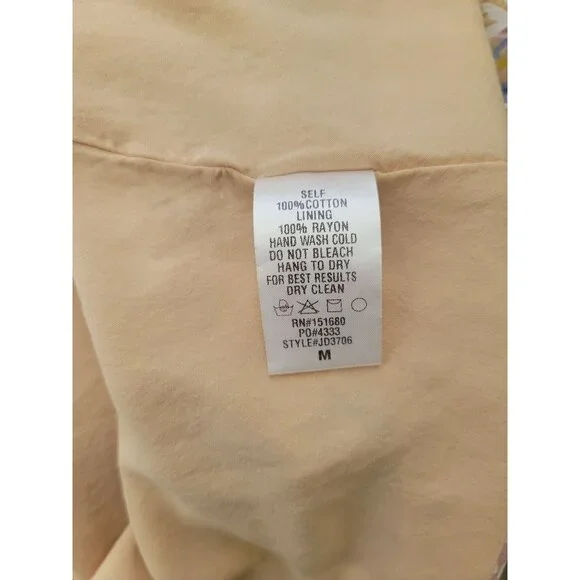 SELF
100%COTTON
LINING
100% RAYON
HAND WASH COLD
DO NOT BLEACH
HANG TO DRY
FOR BEST RESULTS
DRY CLEAN
RN#151680
PO#4333
STYLE#JD3706
M